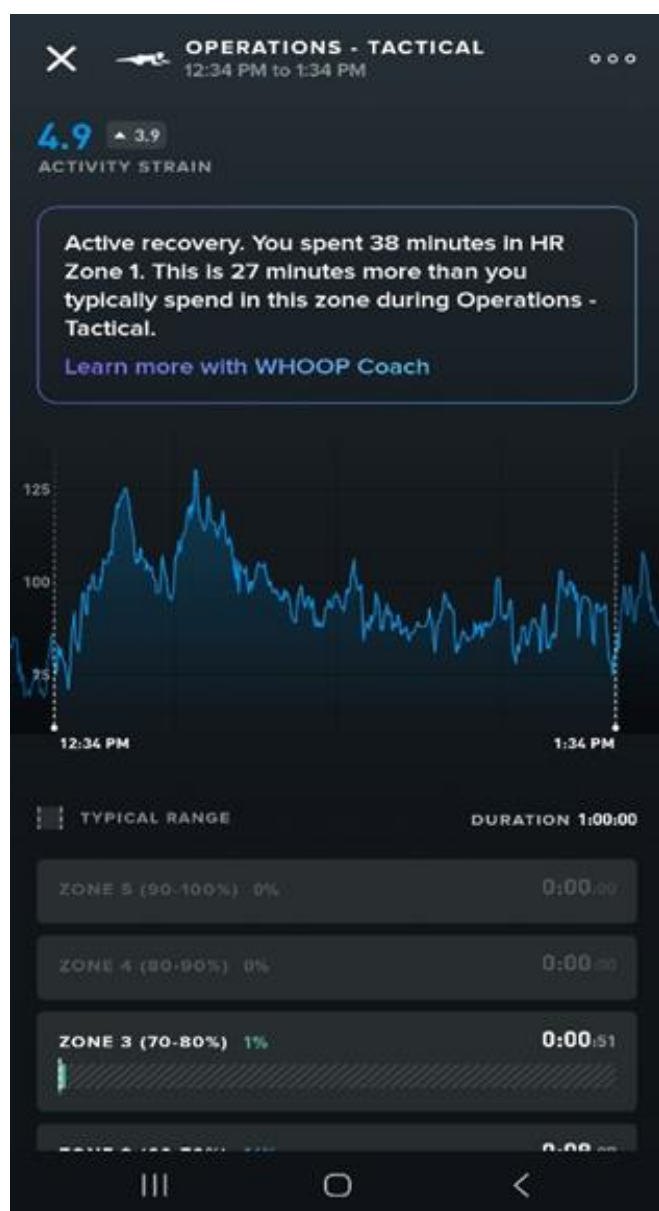 OPERATIONS - TACTICAL
12:34 PM to 1:34 PM
4.9 3.9
ACTIVITY STRAIN
Active recovery. You spent 38 minutes in HR
Zone 1. This is 27 minutes more than you
typically spend in this zone during Operations -
Tactical.
Learn more with WHOOP Coach
125
100
75
12:34 PM 1:34 PM
TYPICAL RANGE DURATION 1:00:00
ZONE 5 (90-100%) 0% 0:00:00
ZONE 4 (80-90%) 0% 0:00:00
ZONE 3 (70-80%) 1% 0:00:51